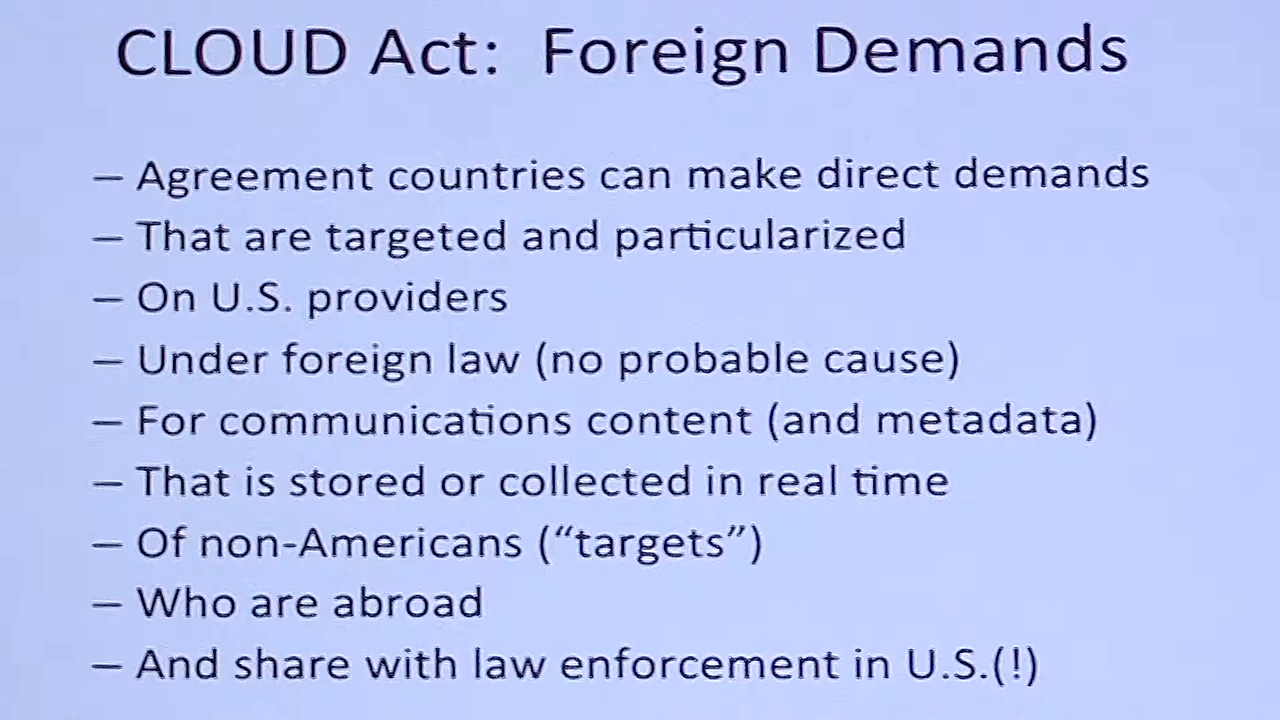 CLOUD Act: Foreign Demands
– Agreement countries can make direct demands
– That are targeted and particularized
– On U.S. providers
– Under foreign law (no probable cause)
– For communications content (and metadata)
– That is stored or collected in real time
– Of non-Americans (“targets”)
– Who are abroad
– And share with law enforcement in U.S.(!)